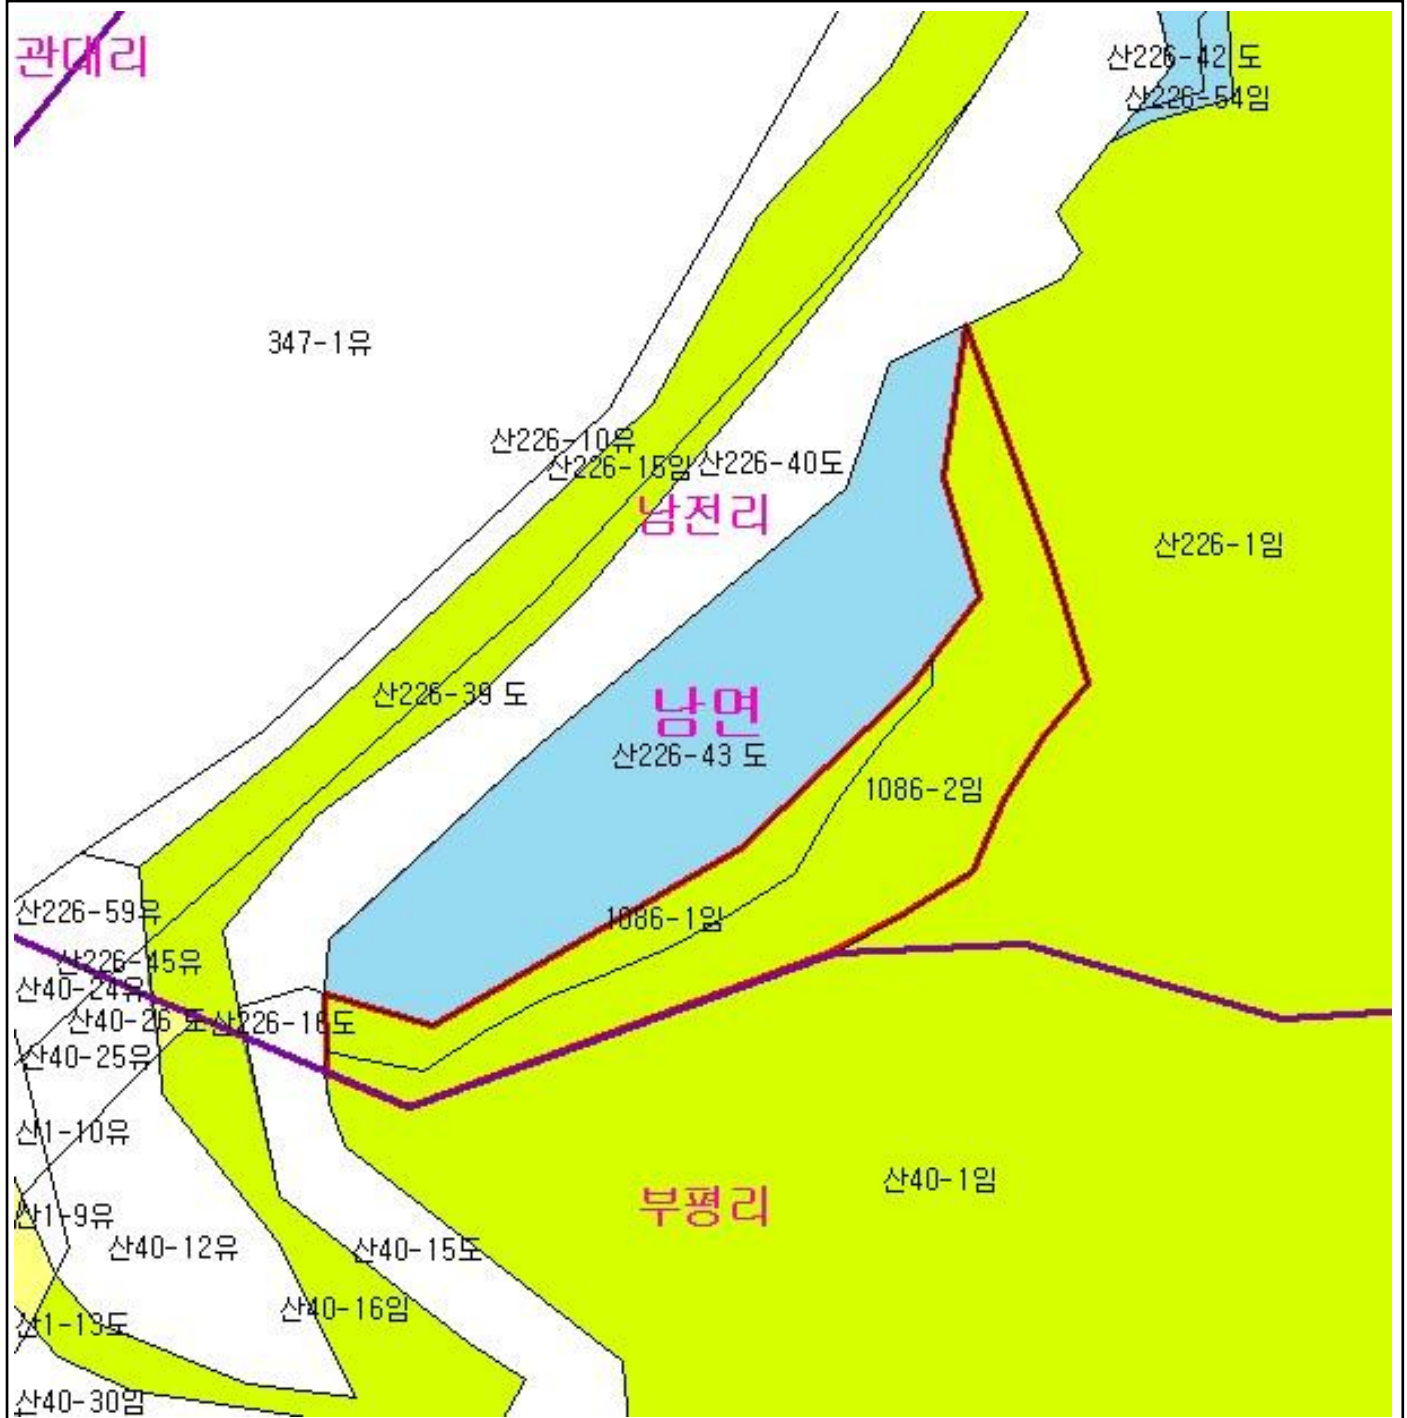 관대리
산226-42 도
산226-54임
347-1유
산226-10유
산226-15임
산226-40도
남전리
산226-1임
산226-39 도
남면
산226-43 도
1086-2임
산226-59유
1086-1임
산226-45유
산40-24유
산40-26 도
산226-16도
산40-25유
산1-10유
산40-1임
부평리
산1-9유
산40-12유
산40-15도
산40-16임
산1-13도
산40-30임